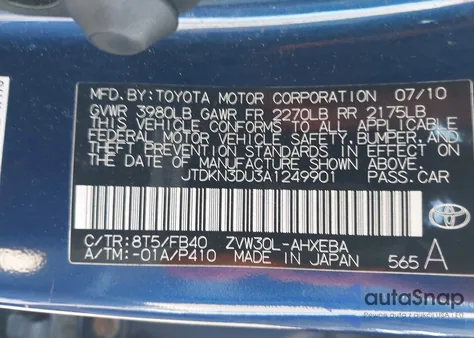 MFD. BY: TOYOTA MOTOR CORPORATION 07/10
GVWR 3980LB GAWR FR 2270LB RR 2175LB
THIS VEHICLE CONFORMS TO ALL APPLICABLE
FEDERAL MOTOR VEHICLE SAFETY, BUMPER, AND
THEFT PREVENTION STANDARDS IN EFFECT ON
THE DATE OF MANUFACTURE SHOWN ABOVE.
JTDKN3DU3A1249901 PASS.CAR
C/TR: 8T5/FB40 ZVW30L-AHXEBA
A/TM: -01A/P410 MADE IN JAPAN 565 A
TOYOTA
autoSnap